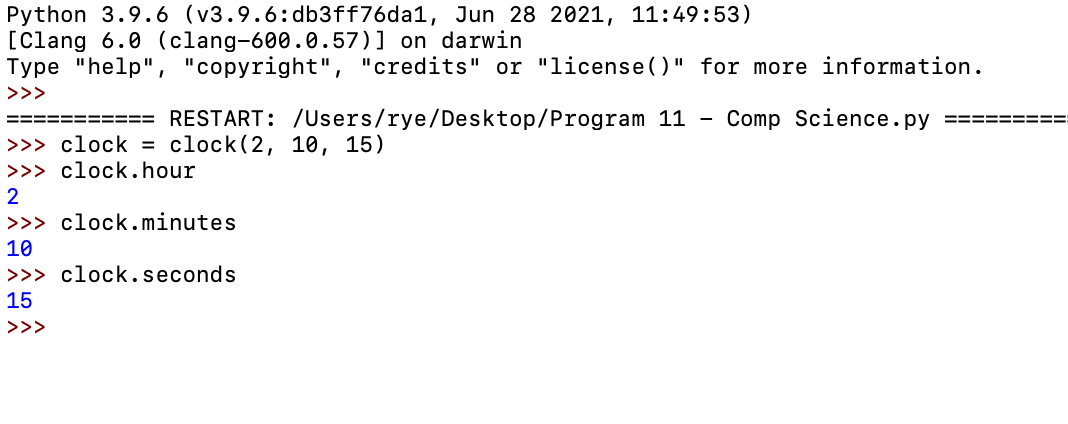 Python 3.9.6 (v3.9.6:db3ff76da1, Jun 28 2021, 11:49:53)
[Clang 6.0 (clang-600.0.57)] on darwin
Type "help", "copyright", "credits" or "license()" for more information.
>>>
=========== RESTART: /Users/rye/Desktop/Program 11 - Comp Science.py ==========
>>> clock = clock(2, 10, 15)
>>> clock.hour
2
>>> clock.minutes
10
>>> clock.seconds
15
>>>